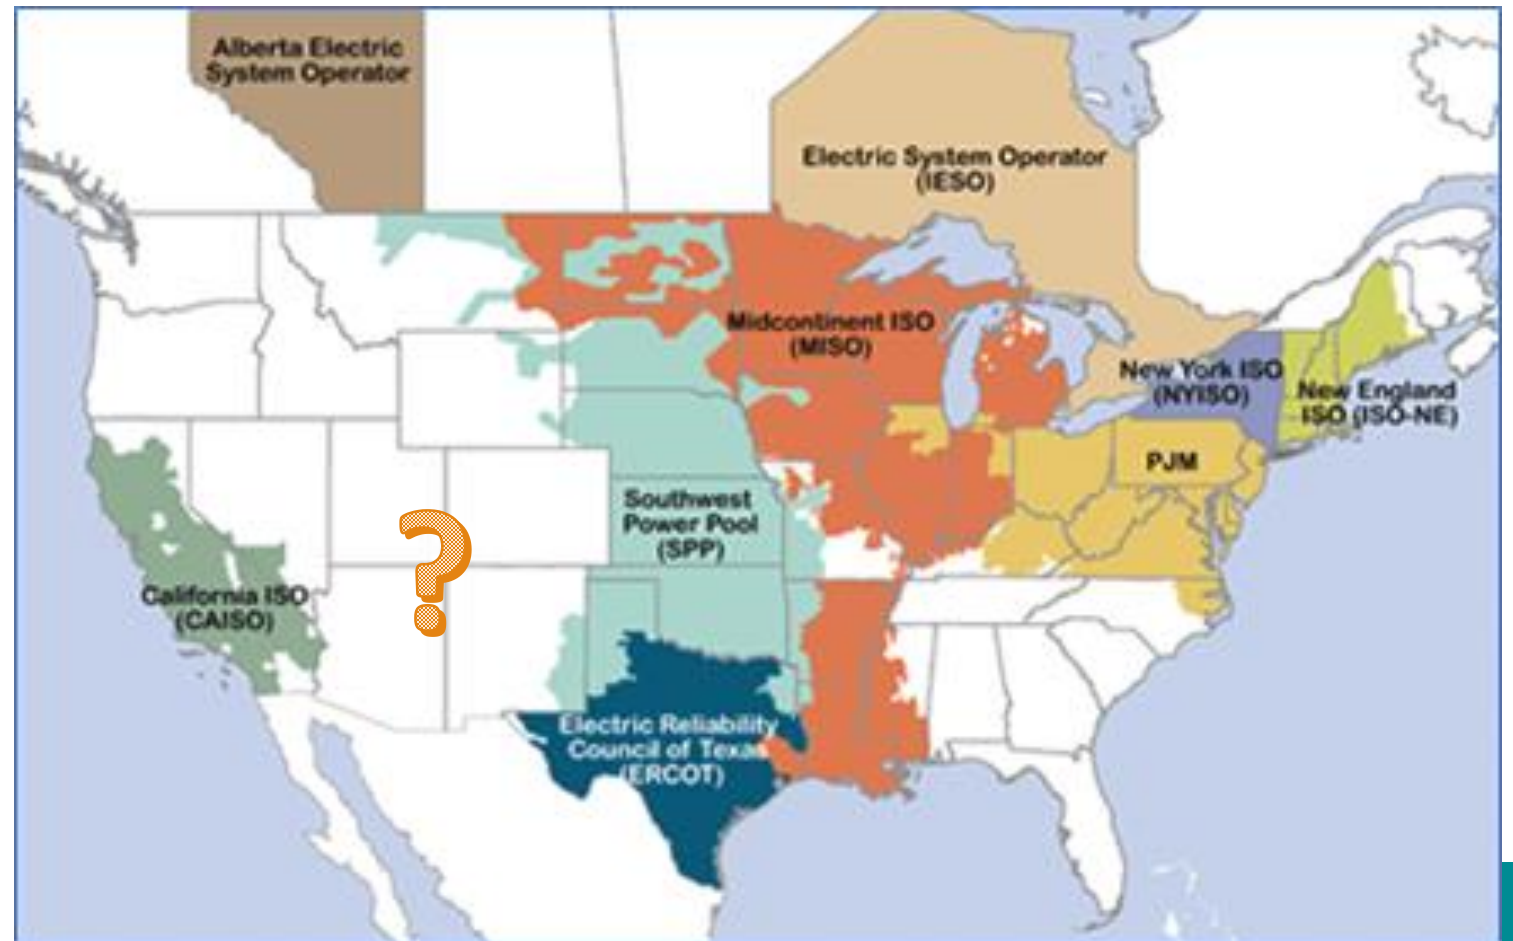 Alberta Electric
System Operator
Electric System Operator
(IESO)
Midcontinent ISO
(MISO)
New York ISO
(NYISO)
New England
ISO (ISO-NE)
PJM
Southwest
Power Pool
(SPP)
?
California ISO
(CAISO)
Electric Reliability
Council of Texas
(ERCOT)